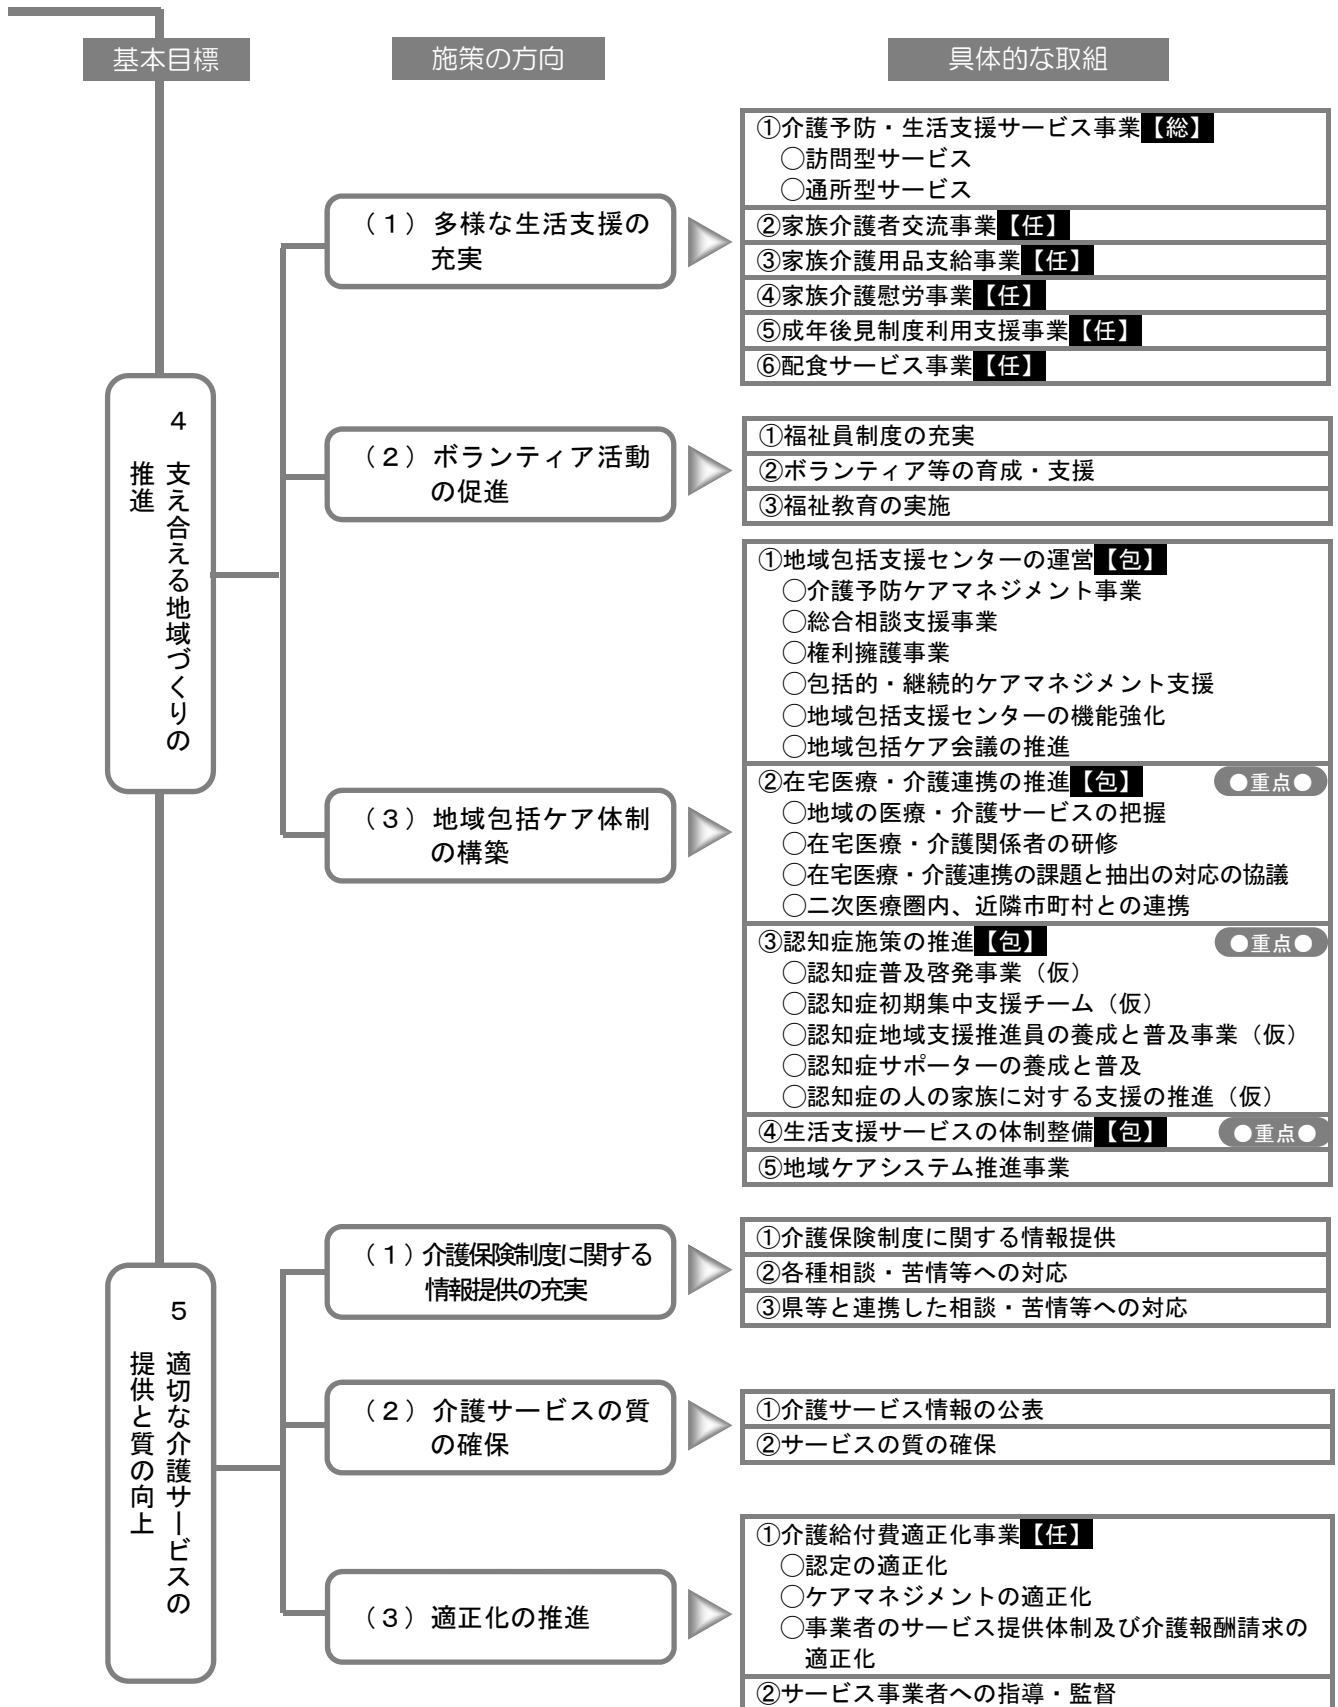 基本目標
施策の方向
具体的な取組
4 支え合える地域づくりの
推進
(1)多様な生活支援の
充実
①介護予防・生活支援サービス事業【総】
○訪問型サービス
○通所型サービス
②家族介護者交流事業【任】
③家族介護用品支給事業【任】
④家族介護慰労事業【任】
⑤成年後見制度利用支援事業【任】
⑥配食サービス事業【任】
(2)ボランティア活動
の促進
①福祉員制度の充実
②ボランティア等の育成・支援
③福祉教育の実施
(3)地域包括ケア体制
の構築
①地域包括支援センターの運営【包】
○介護予防ケアマネジメント事業
○総合相談支援事業
○権利擁護事業
○包括的・継続的ケアマネジメント支援
○地域包括支援センターの機能強化
○地域包括ケア会議の推進
②在宅医療・介護連携の推進【包】 ●重点●
○地域の医療・介護サービスの把握
○在宅医療・介護関係者の研修
○在宅医療・介護連携の課題と抽出の対応の協議
○二次医療圏内、近隣市町村との連携
③認知症施策の推進【包】 ●重点●
○認知症普及啓発事業(仮)
○認知症初期集中支援チーム(仮)
○認知症地域支援推進員の養成と普及事業(仮)
○認知症サポーターの養成と普及
○認知症の人の家族に対する支援の推進(仮)
④生活支援サービスの体制整備【包】 ●重点●
⑤地域ケアシステム推進事業
5 適切な介護サービスの
提供と質の向上
(1)介護保険制度に関する
情報提供の充実
①介護保険制度に関する情報提供
②各種相談・苦情等への対応
③県等と連携した相談・苦情等への対応
(2)介護サービスの質
の確保
①介護サービス情報の公表
②サービスの質の確保
(3)適正化の推進
①介護給付費適正化事業【任】
○認定の適正化
○ケアマネジメントの適正化
○事業者のサービス提供体制及び介護報酬請求の
適正化
②サービス事業者への指導・監督